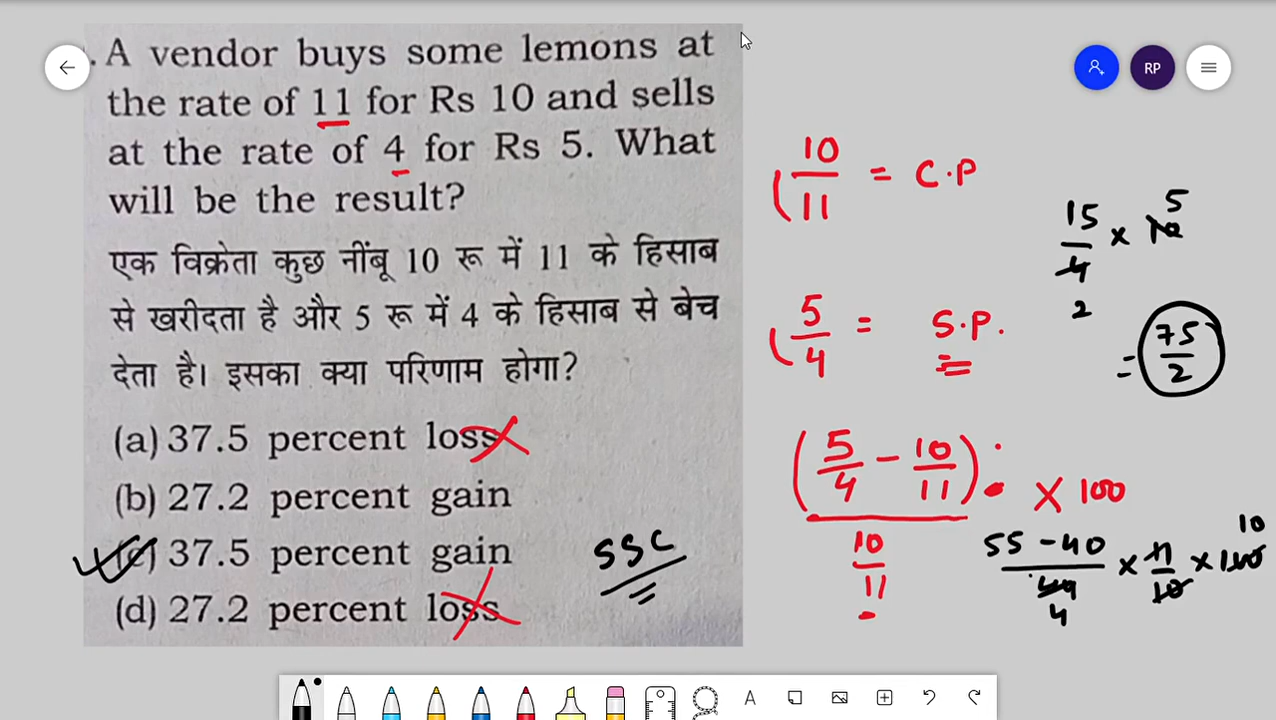 . A vendor buys some lemons at
the rate of 11 for Rs 10 and sells
at the rate of 4 for Rs 5. What
will be the result?
एक विक्रेता कुछ नींबू 10 रू में 11 के हिसाब
से खरीदता है और 5 रू में 4 के हिसाब से बेच
देता है। इसका क्या परिणाम होगा?
(a) 37.5 percent loss
(b) 27.2 percent gain
(c) 37.5 percent gain
(d) 27.2 percent loss
SSC
10/11 = C.P
5/4 = S.P.
(5/4 - 10/11) × 100
10/11
55-40/44 × 11/10 × 100
4
10
15/4 × 10
2
5
= 75/2
RP
A